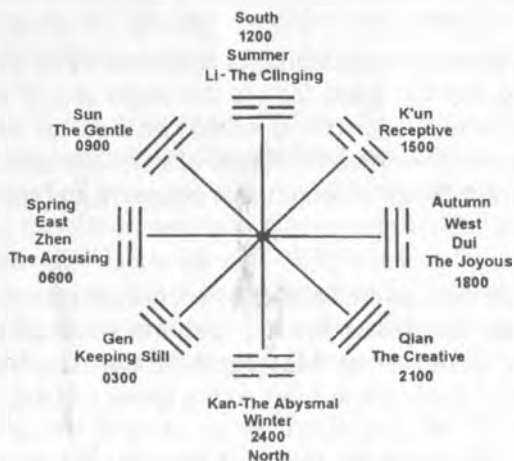 South
1200
Summer
Li- The Clinging
Sun
The Gentle
0900
K'un
Receptive
1500
Spring
East
Zhen
The Arousing
0600
Autumn
West
Dui
The Joyous
1800
Gen
Keeping Still
0300
Qian
The Creative
2100
Kan-The Abysmal
Winter
2400
North